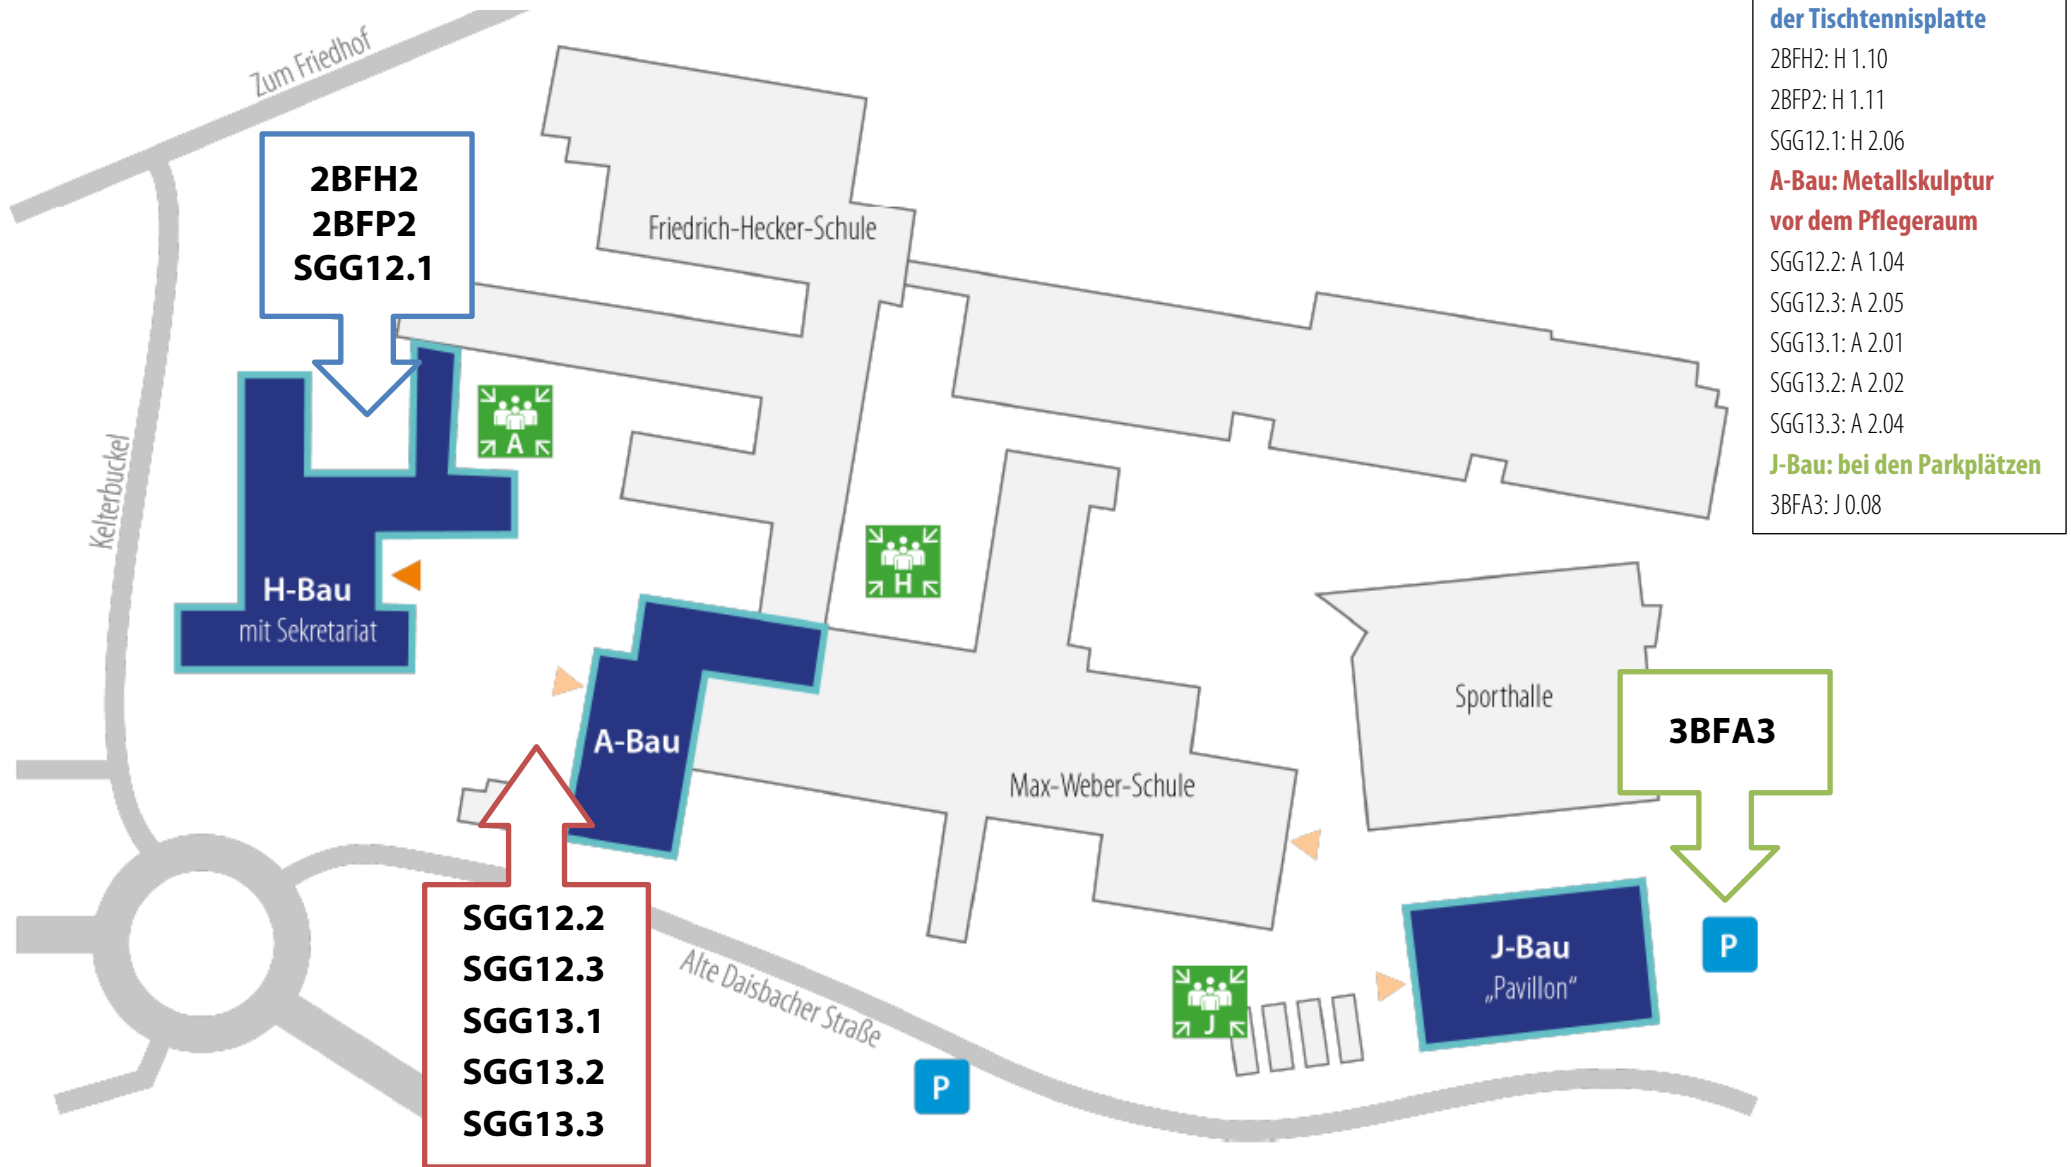 der Tischtennisplatte
2BFH2: H 1.10
2BFP2: H 1.11
SGG12.1: H 2.06
A-Bau: Metallskulptur
vor dem Pflegeraum
SGG12.2: A 1.04
SGG12.3: A 2.05
SGG13.1: A 2.01
SGG13.2: A 2.02
SGG13.3: A 2.04
J-Bau: bei den Parkplätzen
3BFA3: J 0.08
Zum Friedhof
2BFH2
2BFP2
SGG12.1
Friedrich-Hecker-Schule
A
Kelterbuckel
H
H-Bau
mit Sekretariat
Sporthalle
3BFA3
A-Bau
Max-Weber-Schule
SGG12.2
SGG12.3
SGG13.1
SGG13.2
SGG13.3
Alte Daisbacher Straße
J-Bau
„Pavillon“
P
J
P